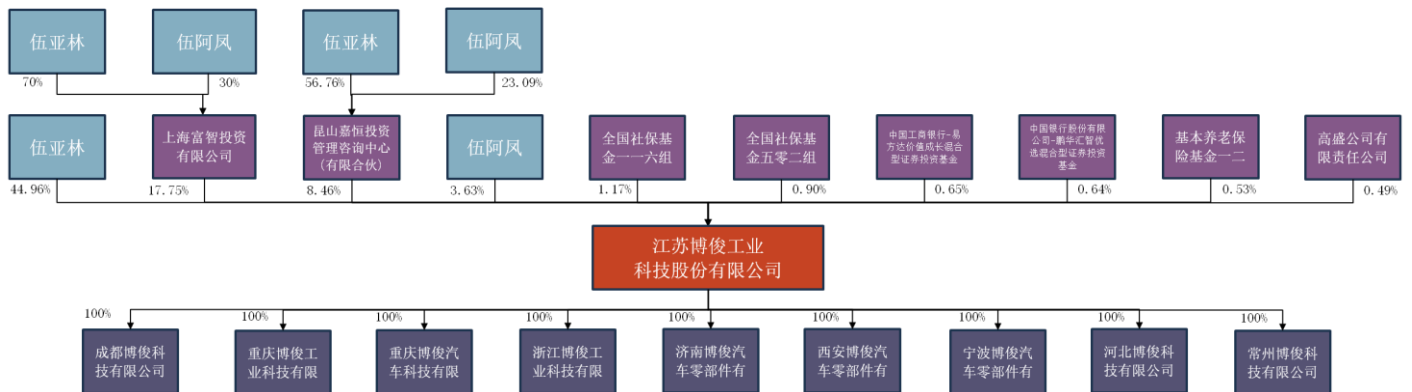 伍亚林
伍阿凤
伍亚林
伍阿凤
70%
30%
56.76%
23.09%
伍亚林
上海富智投资
有限公司
昆山嘉恒投资
管理咨询中心
(有限合伙)
伍阿凤
全国社保基
金一一六组
全国社保基
金五零二组
中国工商银行-易
方达价值成长混合
型证券投资基金
中国银行股份有限
公司-鹏华汇智优
选混合型证券投资
基金
基本养老保
险基金一二
高盛公司有
限责任公司
44.96%
17.75%
8.46%
3.63%
1.17%
0.90%
0.65%
0.64%
0.53%
0.49%
江苏博俊工业
科技股份有限公司
100%
100%
100%
100%
100%
100%
100%
100%
100%
成都博俊科
技有限公司
重庆博俊工
业科技有限
重庆博俊汽
车科技有限
浙江博俊工
业科技有限
济南博俊汽
车零部件有
西安博俊汽
车零部件有
宁波博俊汽
车零部件有
河北博俊科
技有限公司
常州博俊科
技有限公司